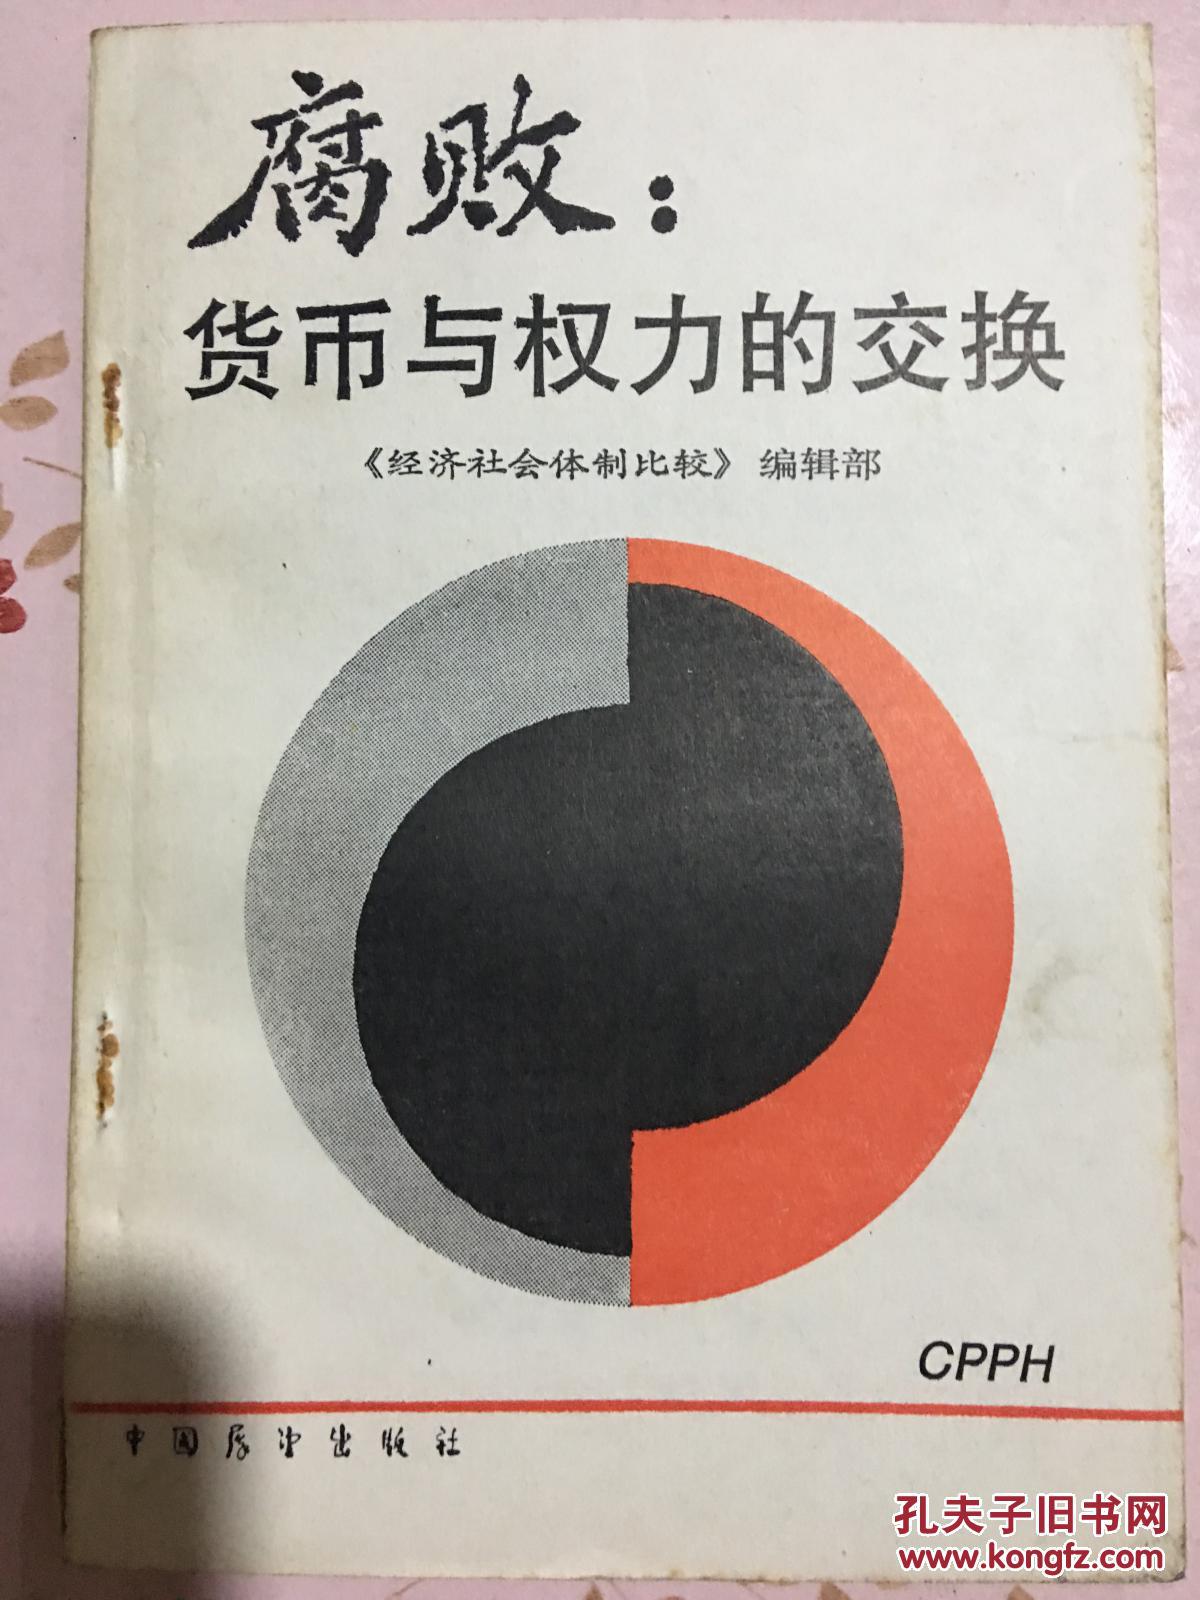 腐败：
货币与权力的交换
《经济社会体制比较》编辑部
CPPH
中国展望出版社
孔夫子旧书网
www.kongfz.com